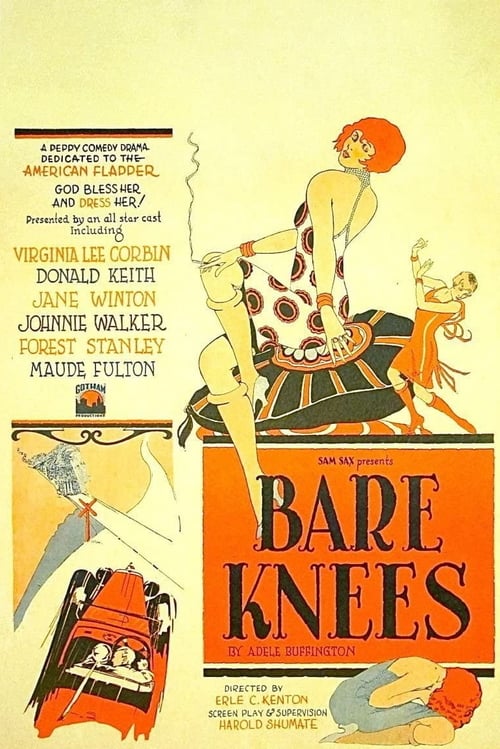 A PEPPY COMEDY DRAMA
DEDICATED TO THE
AMERICAN FLAPPER
GOD BLESS HER
AND DRESS HER!
Presented by an all star cast
Including
VIRGINIA LEE CORBIN
DONALD KEITH
JANE WINTON
JOHNNIE WALKER
FOREST STANLEY
MAUDE FULTON
GOTHAM
PRODUCTIONS
SAM SAX presents
BARE
KNEES
BY ADELE BUFFINGTON
DIRECTED BY
ERLE C. KENTON
SCREEN PLAY & SUPERVISION
HAROLD SHUMATE